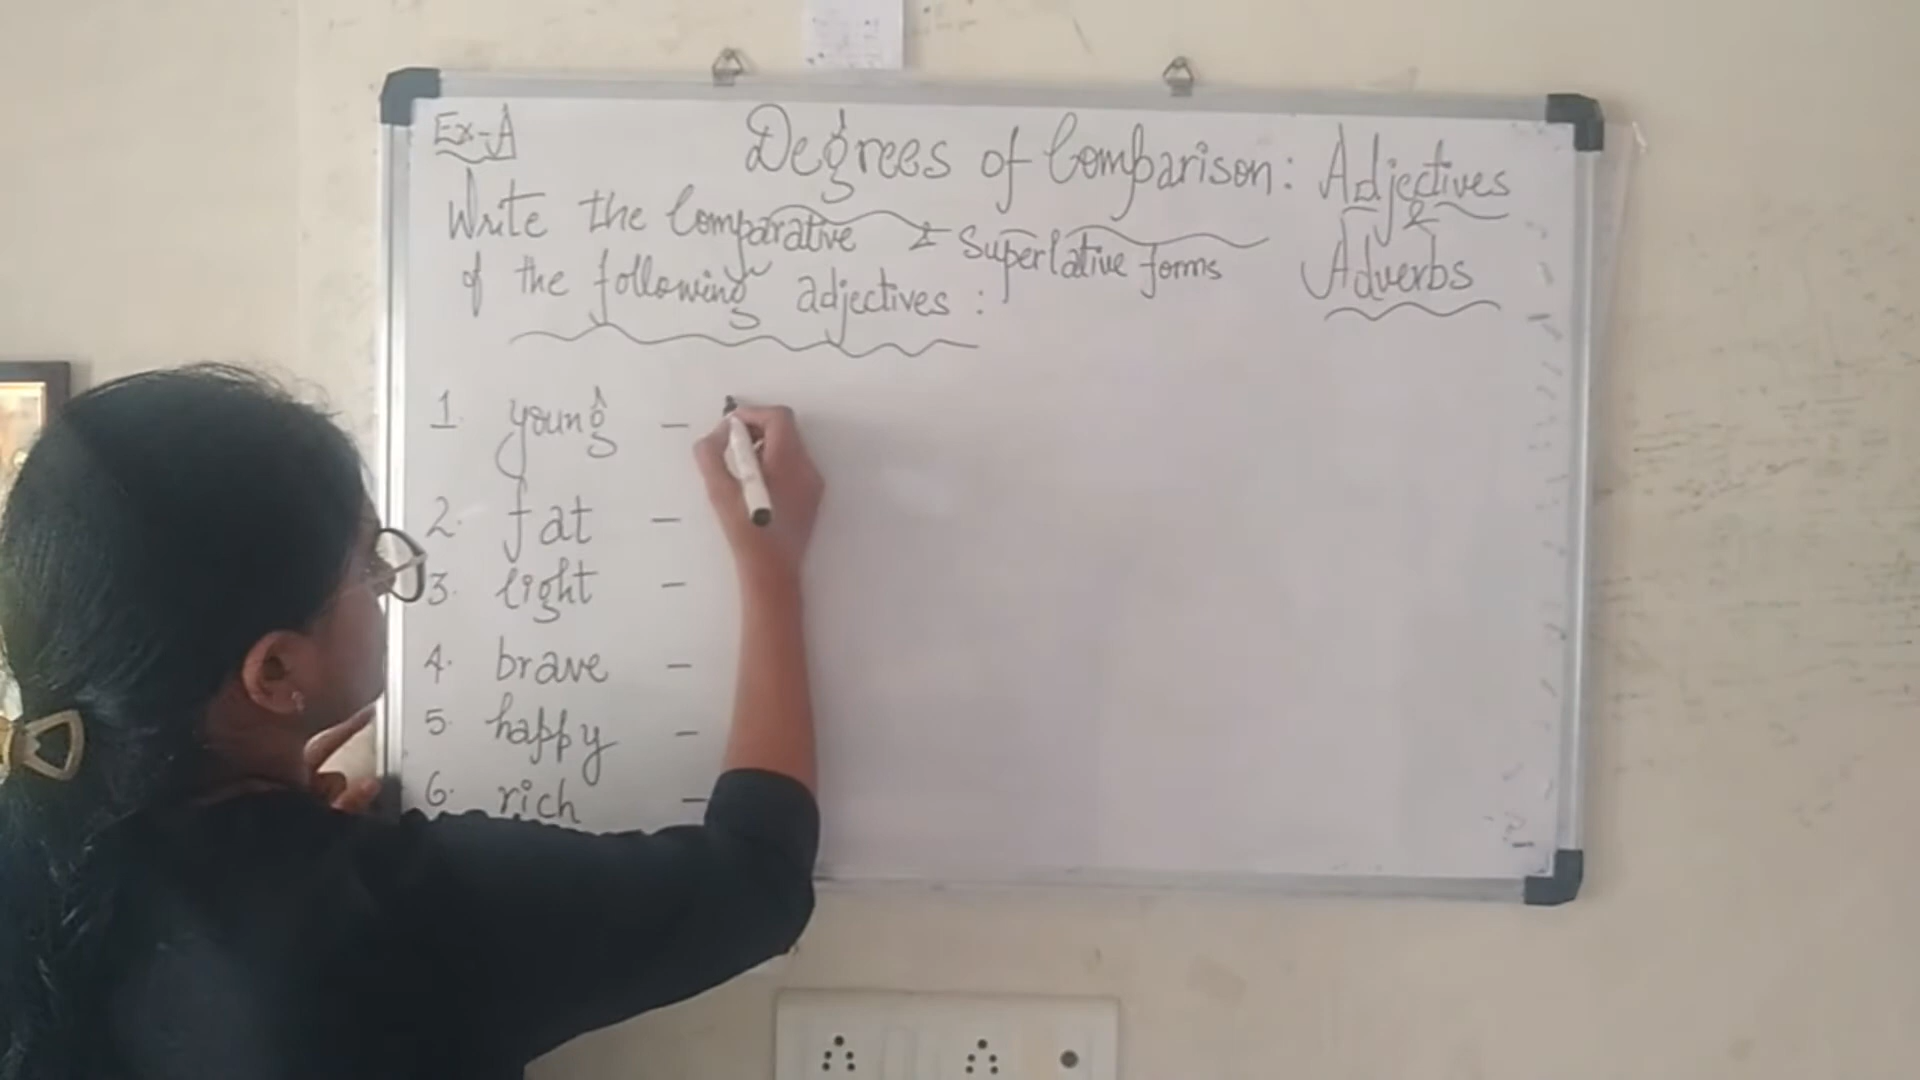 Ex-A
Degrees of Comparison: Adjectives
&
Adverbs
Write the Comparative & Superlative forms
of the following adjectives:
1. young –
2. fat –
3. light –
4. brave –
5. happy –
6. rich –